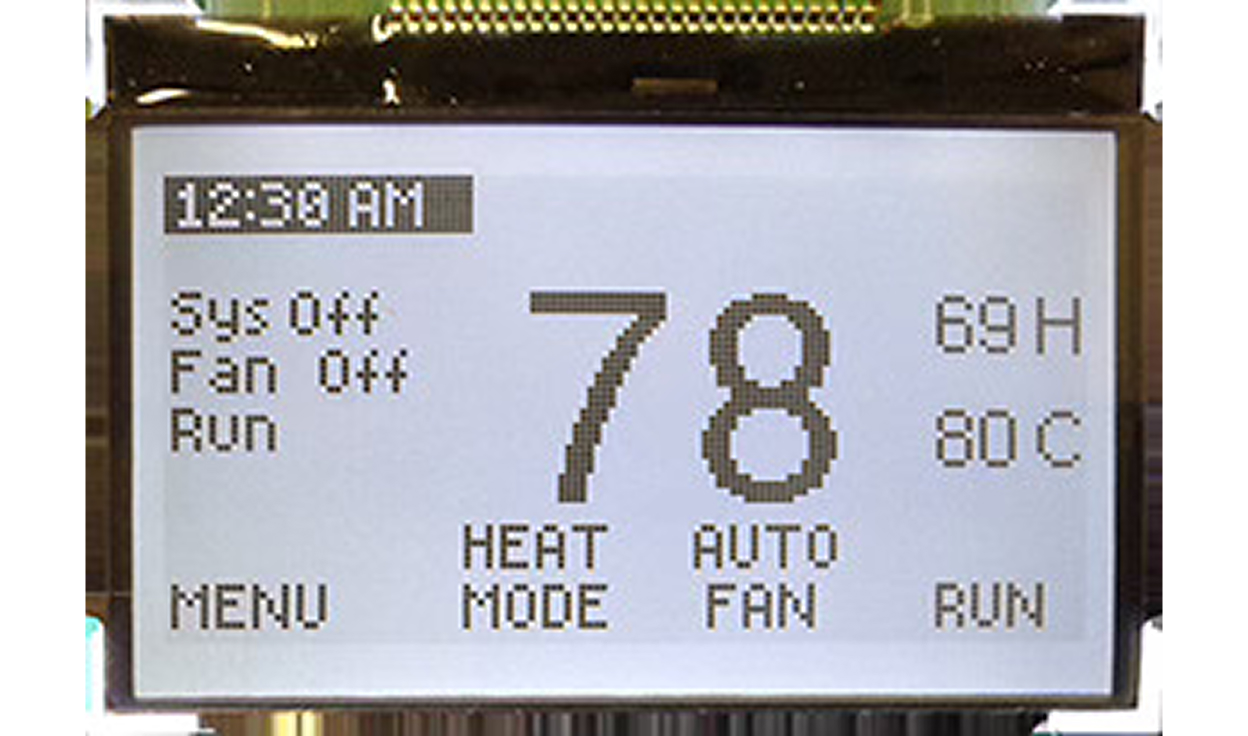 12:30 AM
Sys Off
Fan Off
Run
78
69 H
80 C
HEAT AUTO
MENU MODE FAN RUN